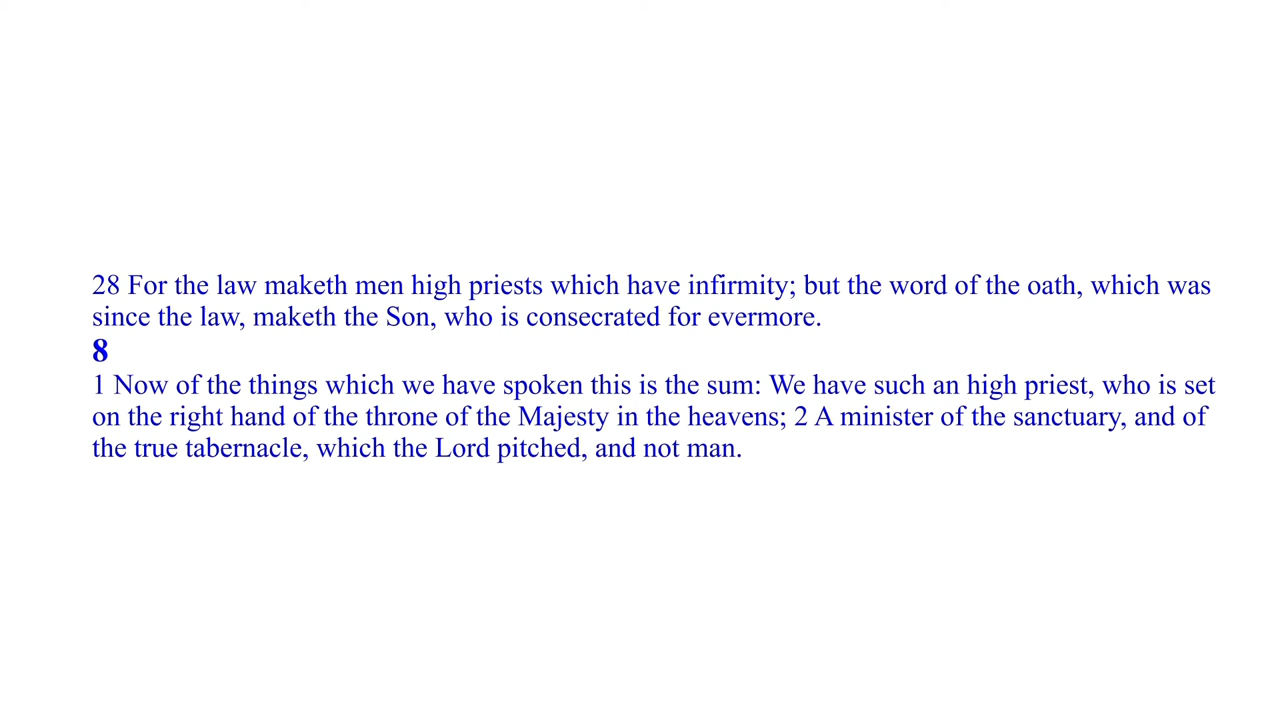 28 For the law maketh men high priests which have infirmity; but the word of the oath, which was
since the law, maketh the Son, who is consecrated for evermore.
8
1 Now of the things which we have spoken this is the sum: We have such an high priest, who is set
on the right hand of the throne of the Majesty in the heavens; 2 A minister of the sanctuary, and of
the true tabernacle, which the Lord pitched, and not man.